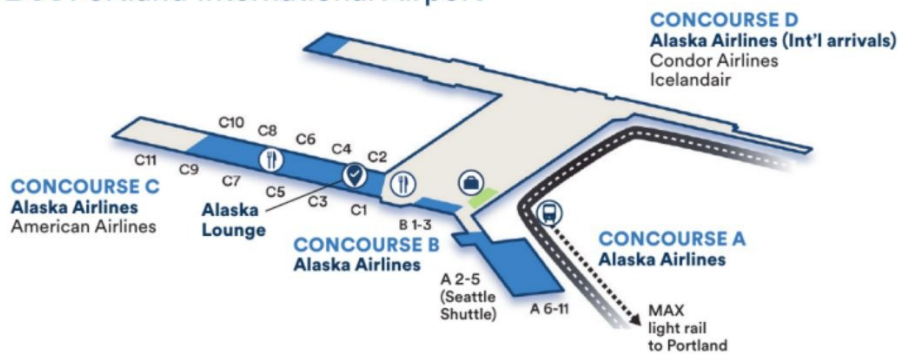 CONCOURSE D
Alaska Airlines (Int'l arrivals)
Condor Airlines
Icelandair
C10
C8
C6
C4
C2
C11
C9
C7
C5
C3
C1
CONCOURSE C
Alaska Airlines
American Airlines
Alaska
Lounge
B 1-3
CONCOURSE B
Alaska Airlines
CONCOURSE A
Alaska Airlines
A 2-5
(Seattle
Shuttle)
A 6-11
MAX
light rail
to Portland